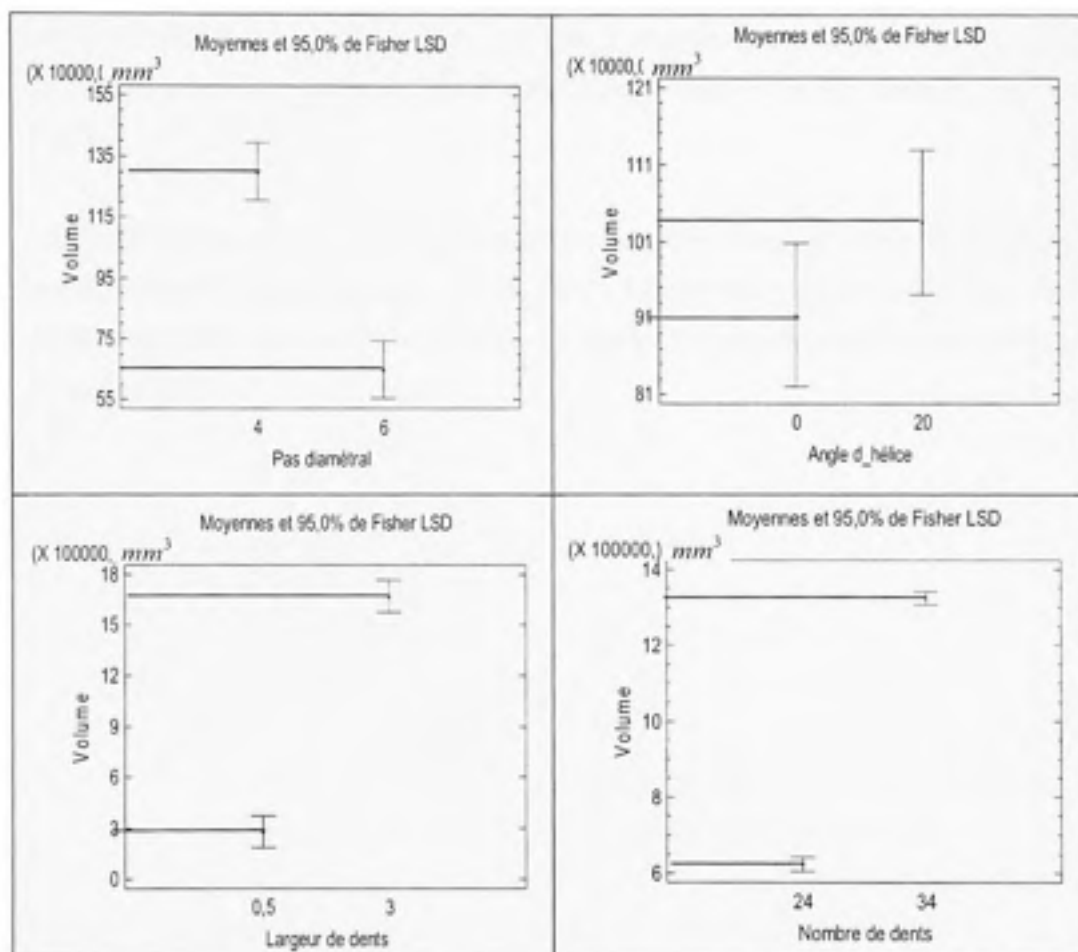 Moyennes et 95,0% de Fisher LSD
(X 10000,( mm³
155
135
115
95
75
55
Volume
4 6
Pas diamétral
Moyennes et 95,0% de Fisher LSD
(X 10000,( mm³
121
111
101
91
81
Volume
0 20
Angle d_hélice
Moyennes et 95,0% de Fisher LSD
(X 100000, mm³
18
15
12
9
6
3
0
Volume
0,5 3
Largeur de dents
Moyennes et 95,0% de Fisher LSD
(X 100000,) mm³
14
12
10
8
6
Volume
24 34
Nombre de dents